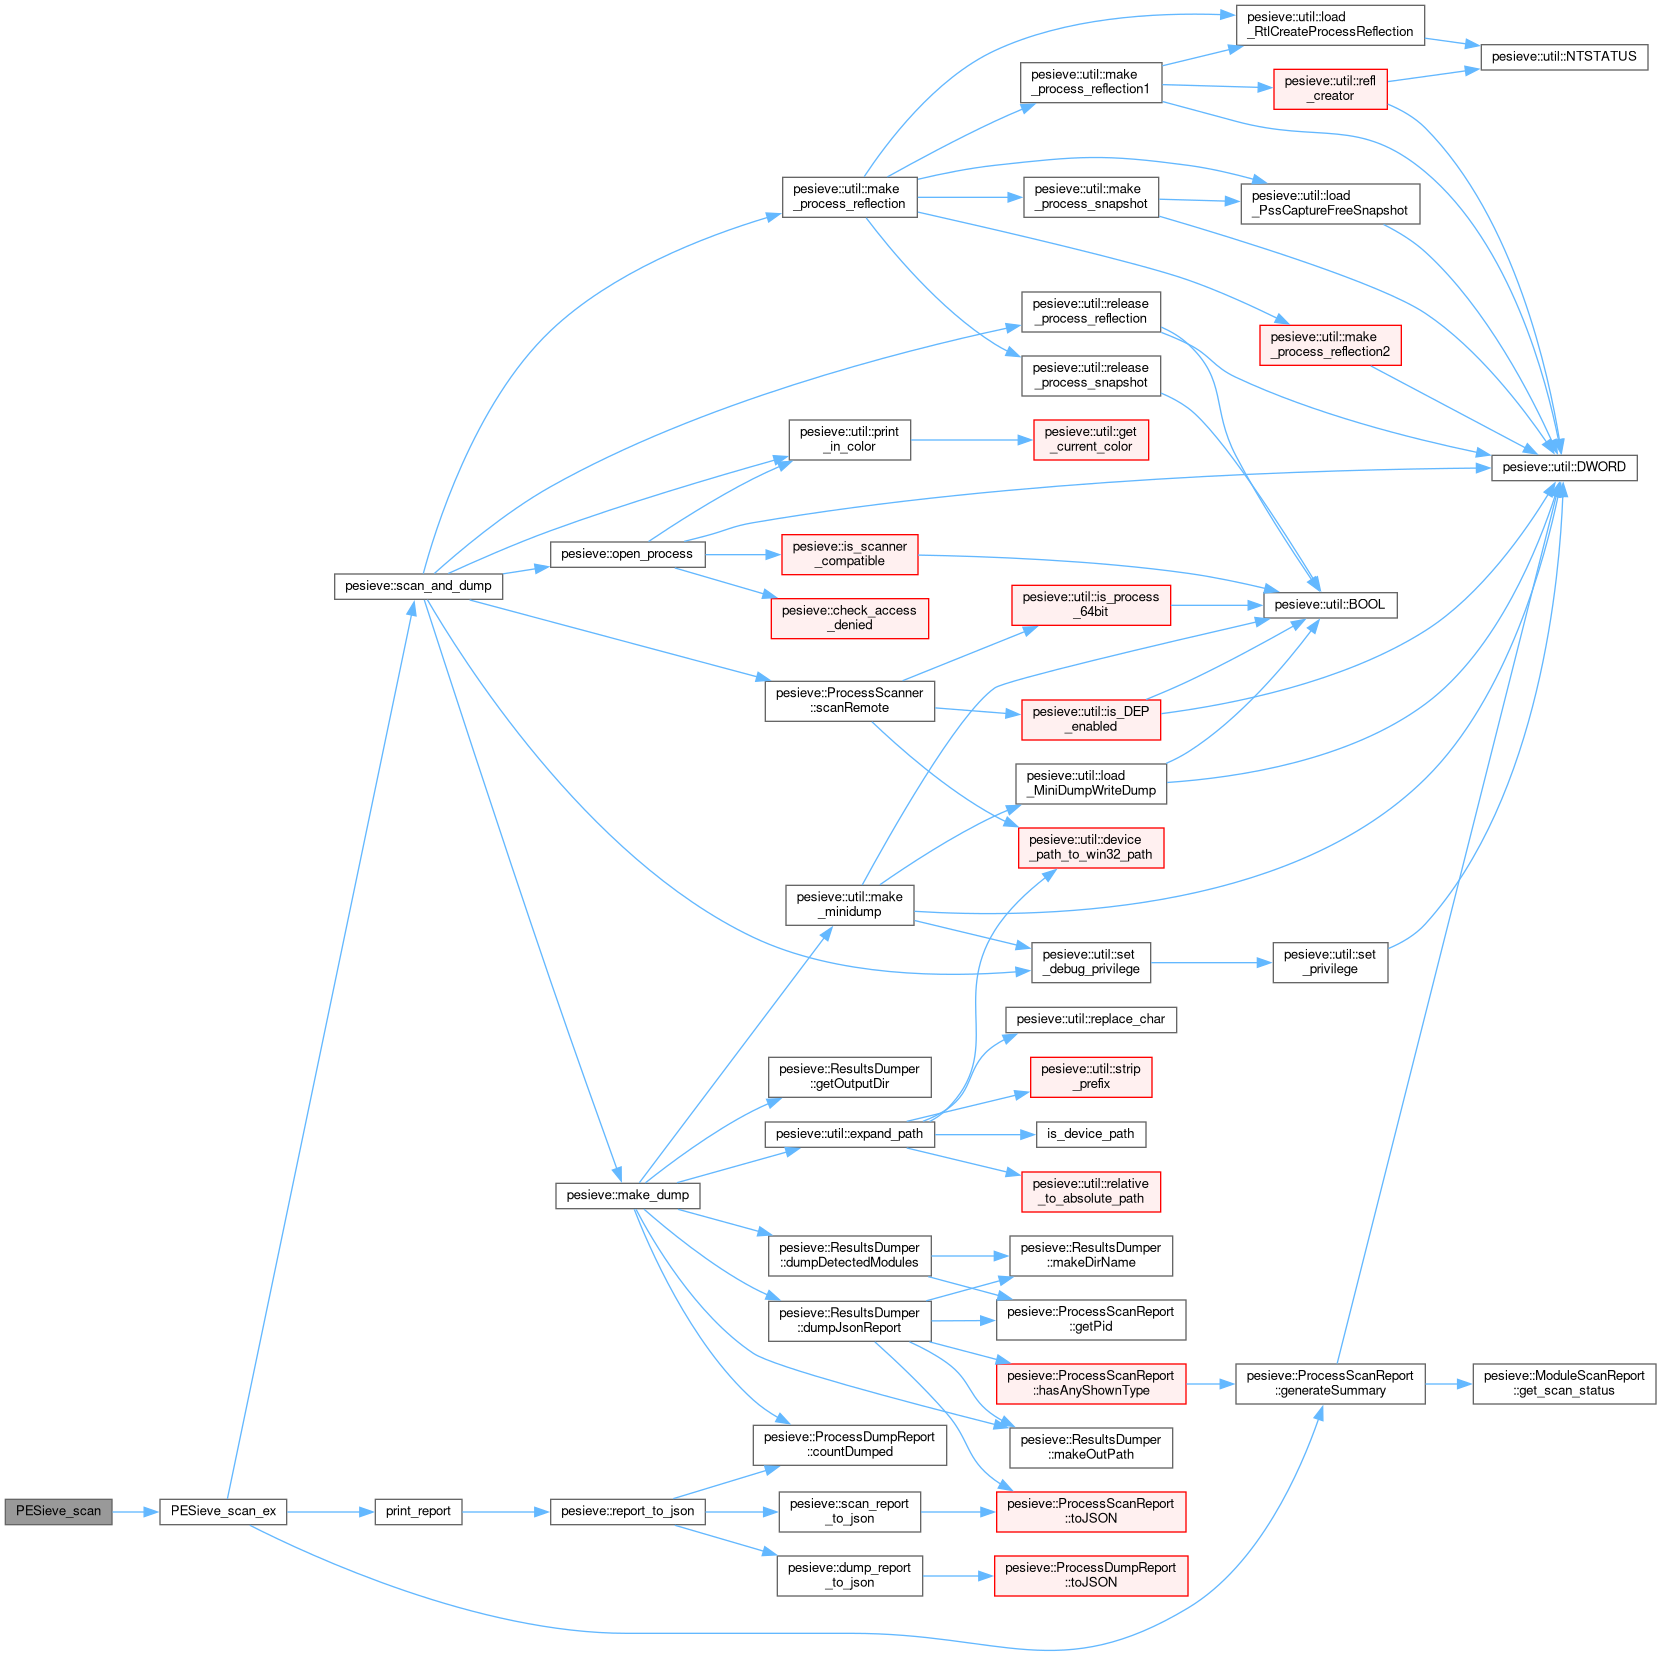 pesieve::util::load
_RtlCreateProcessReflection
pesieve::util::NTSTATUS
pesieve::util::make
_process_reflection1
pesieve::util::refl
_creator
pesieve::util::make
_process_reflection
pesieve::util::make
_process_snapshot
pesieve::util::load
_PssCaptureFreeSnapshot
pesieve::util::release
_process_reflection
pesieve::util::make
_process_reflection2
pesieve::util::release
_process_snapshot
pesieve::util::print
_in_color
pesieve::util::get
_current_color
pesieve::util::DWORD
pesieve::open_process
pesieve::is_scanner
_compatible
pesieve::scan_and_dump
pesieve::check_access
_denied
pesieve::util::is_process
_64bit
pesieve::util::BOOL
pesieve::ProcessScanner
::scanRemote
pesieve::util::is_DEP
_enabled
pesieve::util::load
_MiniDumpWriteDump
pesieve::util::device
_path_to_win32_path
pesieve::util::make
_minidump
pesieve::util::set
_debug_privilege
pesieve::util::set
_privilege
pesieve::util::replace_char
pesieve::ResultsDumper
::getOutputDir
pesieve::util::strip
_prefix
pesieve::util::expand_path
is_device_path
pesieve::make_dump
pesieve::util::relative
_to_absolute_path
pesieve::ResultsDumper
::dumpDetectedModules
pesieve::ResultsDumper
::makeDirName
pesieve::ResultsDumper
::dumpJsonReport
pesieve::ProcessScanReport
::getPid
pesieve::ProcessScanReport
::hasAnyShownType
pesieve::ProcessScanReport
::generateSummary
pesieve::ModuleScanReport
::get_scan_status
pesieve::ProcessDumpReport
::countDumped
pesieve::ResultsDumper
::makeOutPath
PESieve_scan
PESieve_scan_ex
print_report
pesieve::report_to_json
pesieve::scan_report
_to_json
pesieve::ProcessScanReport
::toJSON
pesieve::dump_report
_to_json
pesieve::ProcessDumpReport
::toJSON